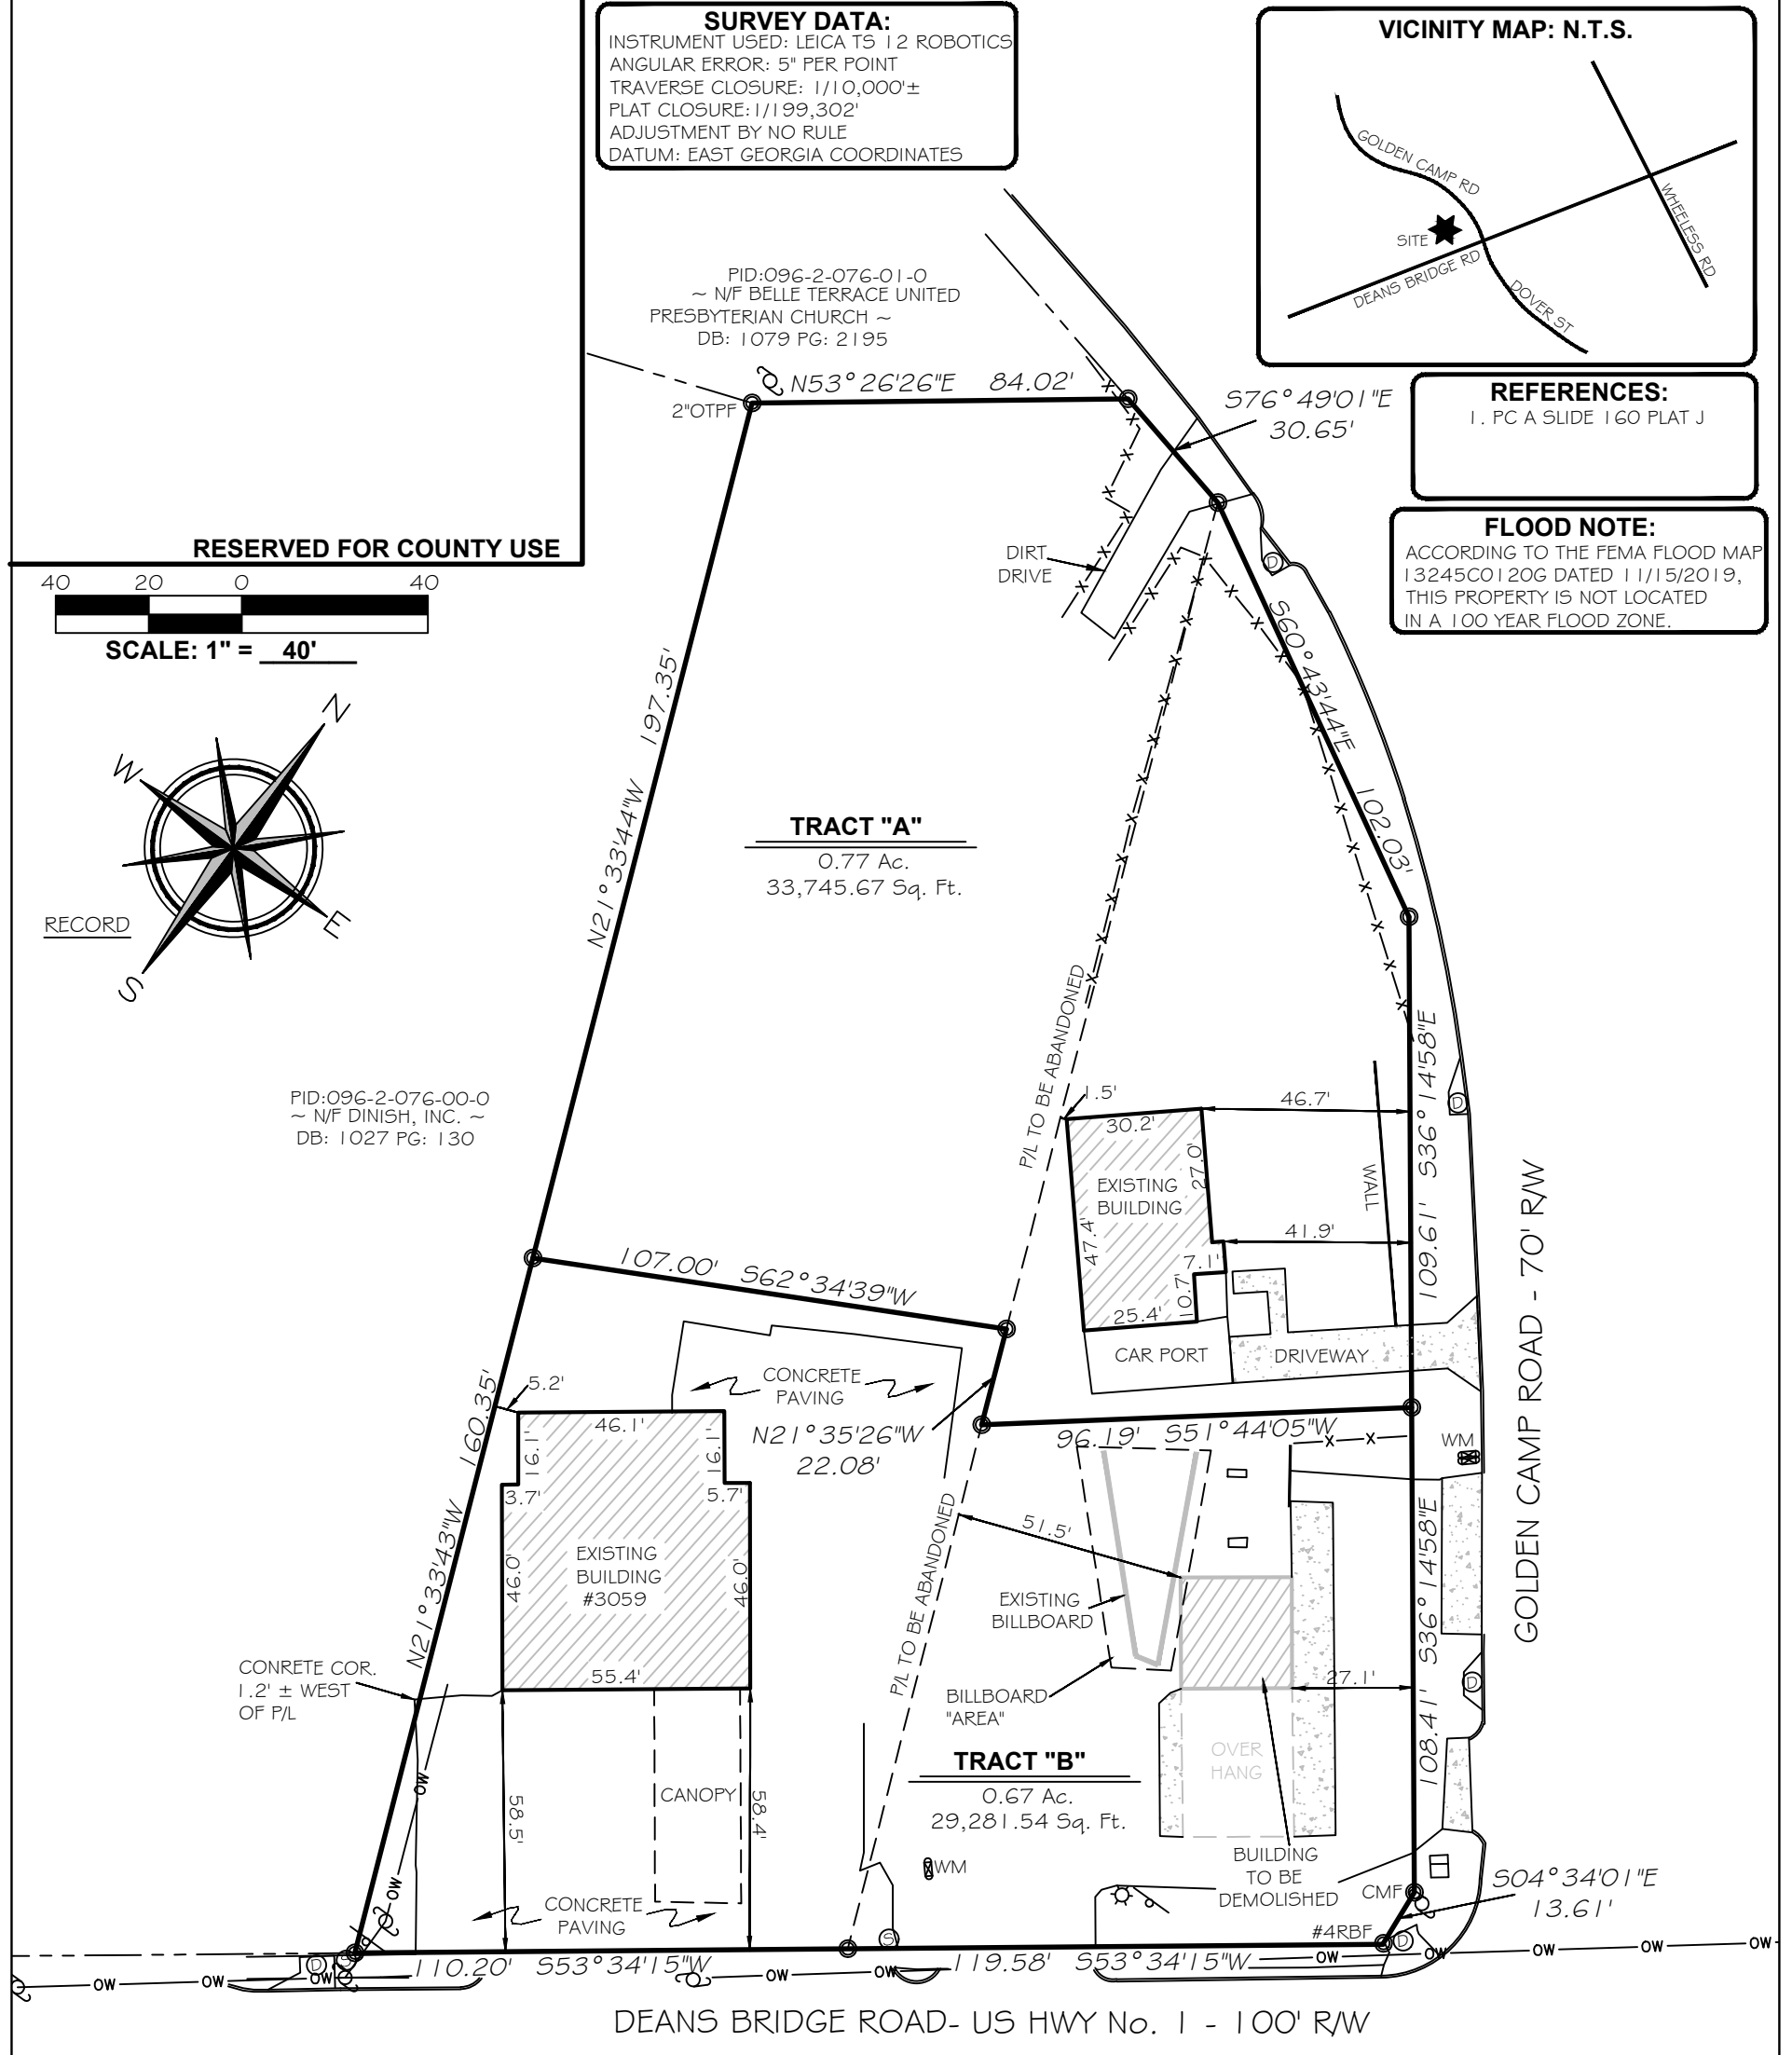 SURVEY DATA:
INSTRUMENT USED: LEICA TS 12 ROBOTICS
ANGULAR ERROR: 5" PER POINT
TRAVERSE CLOSURE: 1/10,000'±
PLAT CLOSURE:1/199,302'
ADJUSTMENT BY NO RULE
DATUM: EAST GEORGIA COORDINATES
VICINITY MAP: N.T.S.
GOLDEN CAMP RD
WHEELESS RD
SITE
DEANS BRIDGE RD
DOVER ST
REFERENCES:
1. PC A SLIDE 160 PLAT J
FLOOD NOTE:
ACCORDING TO THE FEMA FLOOD MAP
13245C0120G DATED 11/15/2019,
THIS PROPERTY IS NOT LOCATED
IN A 100 YEAR FLOOD ZONE.
RESERVED FOR COUNTY USE
40 20 0 40
SCALE: 1" = 40'
N
W
E
S
RECORD
PID:096-2-076-01-0
~ N/F BELLE TERRACE UNITED
PRESBYTERIAN CHURCH ~
DB: 1079 PG: 2195
2"OTPF
N53°26'26"E 84.02'
S76°49'01"E
30.65'
DIRT
DRIVE
D
S60°43'44"E 102.03'
N21°33'44"W 197.35'
TRACT "A"
0.77 Ac.
33,745.67 Sq. Ft.
P/L TO BE ABANDONED
PID:096-2-076-00-0
~ N/F DINISH, INC. ~
DB: 1027 PG: 130
1.5'
30.2'
46.7'
27.0'
EXISTING
BUILDING
47.4'
41.9'
7.1'
10.7'
25.4'
WALL
D
109.61' S36°14'58"E
CAR PORT
DRIVEWAY
GOLDEN CAMP ROAD - 70' R/W
107.00' S62°34'39"W
CONCRETE
PAVING
N21°35'26"W
22.08'
96.19' S51°44'05"W
WM
5.2'
46.1'
16.1'
16.1'
3.7'
5.7'
EXISTING
BUILDING
#3059
46.0'
46.0'
55.4'
N21°33'43"W 160.35'
CONRETE COR.
1.2' ± WEST
OF P/L
P/L TO BE ABANDONED
51.5'
EXISTING
BILLBOARD
BILLBOARD
"AREA"
27.1'
108.41' S36°14'58"E
D
OVER
HANG
TRACT "B"
0.67 Ac.
29,281.54 Sq. Ft.
CANOPY
58.5'
58.4'
WM
BUILDING
TO BE
DEMOLISHED
CMF
S04°34'01"E
13.61'
CONCRETE
PAVING
#4RBF
D
S
S
D
OW
OW
110.20' S53°34'15"W
119.58' S53°34'15"W
OW OW OW OW OW OW OW OW OW
DEANS BRIDGE ROAD- US HWY No. 1 - 100' R/W